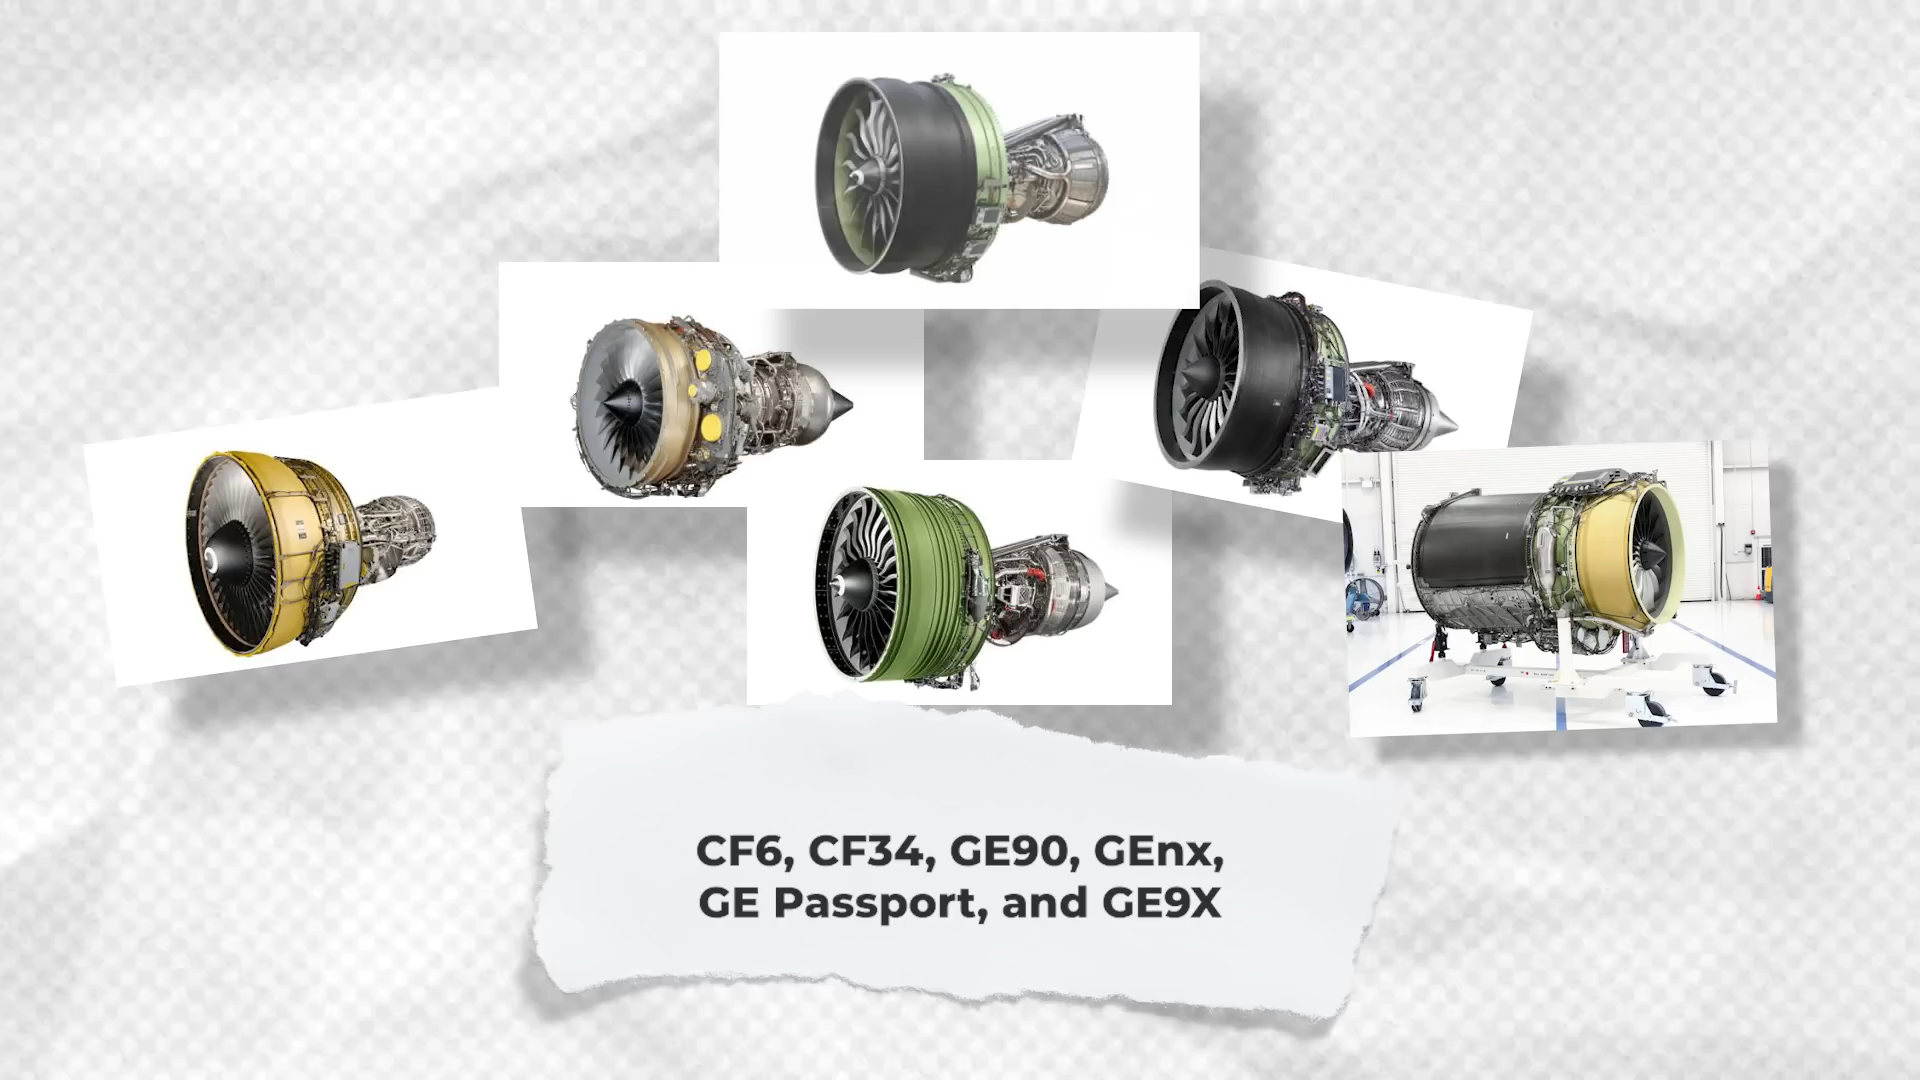 CF6, CF34, GE90, GEnx,
GE Passport, and GE9X